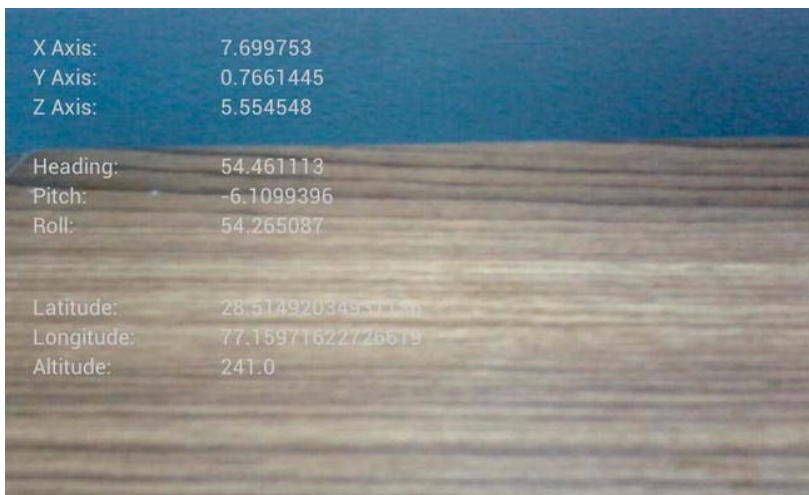 X Axis: 7.699753
Y Axis: 0.7661445
Z Axis: 5.554548
Heading: 54.461113
Pitch: -6.1099396
Roll: 54.265087
Latitude:
Longitude: 77.15971622726619
Altitude: 241.0